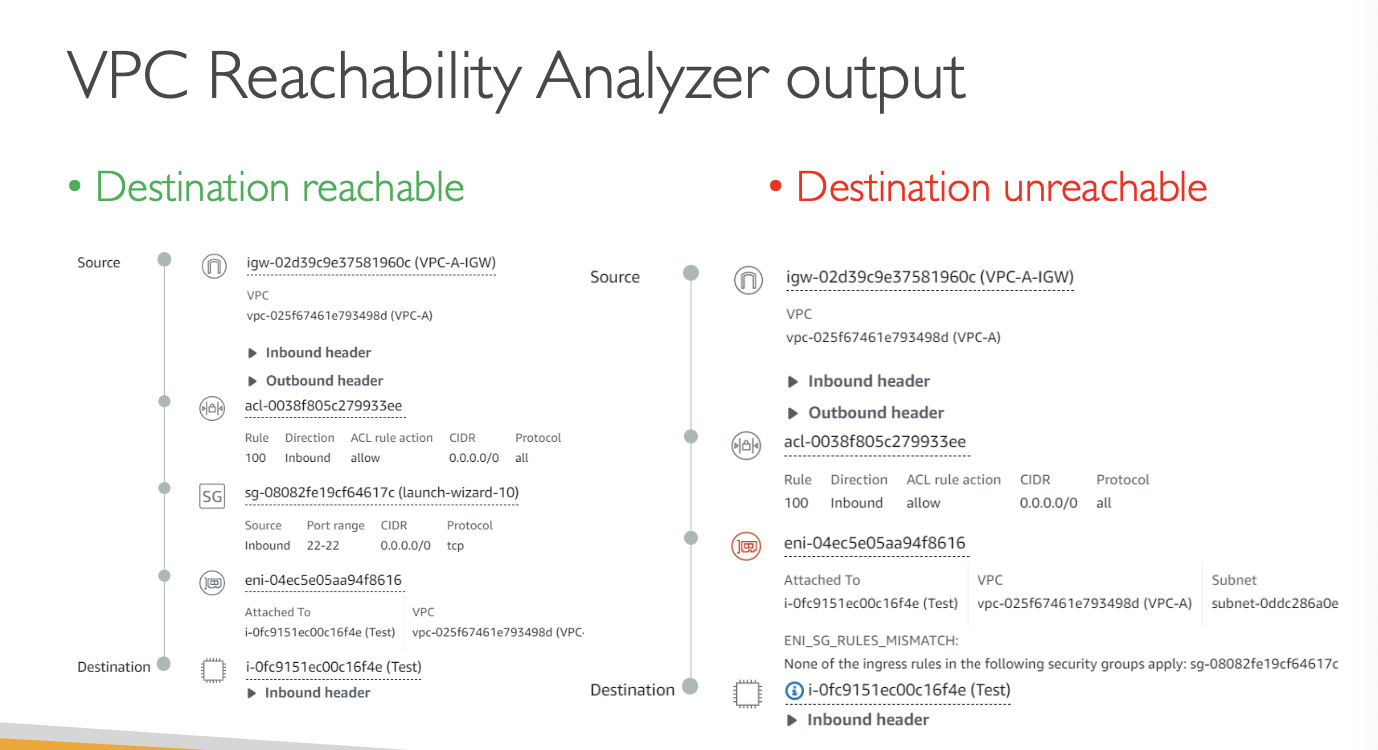 VPC Reachability Analyzer output
• Destination reachable
Source
igw-02d39c9e37581960c (VPC-A-IGW)
VPC
vpc-025f67461e793498d (VPC-A)
Inbound header
Outbound header
acl-0038f805c279933ee
Rule Direction ACL rule action CIDR Protocol
100 Inbound allow 0.0.0.0/0 all
SG sg-08082fe19cf64617c (launch-wizard-10)
Source Port range CIDR Protocol
Inbound 22-22 0.0.0.0/0 tcp
eni-04ec5e05aa94f8616
Attached To VPC
i-0fc9151ec00c16f4e (Test) vpc-025f67461e793498d (VPC-
Destination i-0fc9151ec00c16f4e (Test)
Inbound header
• Destination unreachable
Source igw-02d39c9e37581960c (VPC-A-IGW)
VPC
vpc-025f67461e793498d (VPC-A)
Inbound header
Outbound header
acl-0038f805c279933ee
Rule Direction ACL rule action CIDR Protocol
100 Inbound allow 0.0.0.0/0 all
eni-04ec5e05aa94f8616
Attached To VPC Subnet
i-0fc9151ec00c16f4e (Test) vpc-025f67461e793498d (VPC-A) subnet-0ddc286a0e
ENI_SG_RULES_MISMATCH:
None of the ingress rules in the following security groups apply: sg-08082fe19cf64617c
Destination i-0fc9151ec00c16f4e (Test)
Inbound header